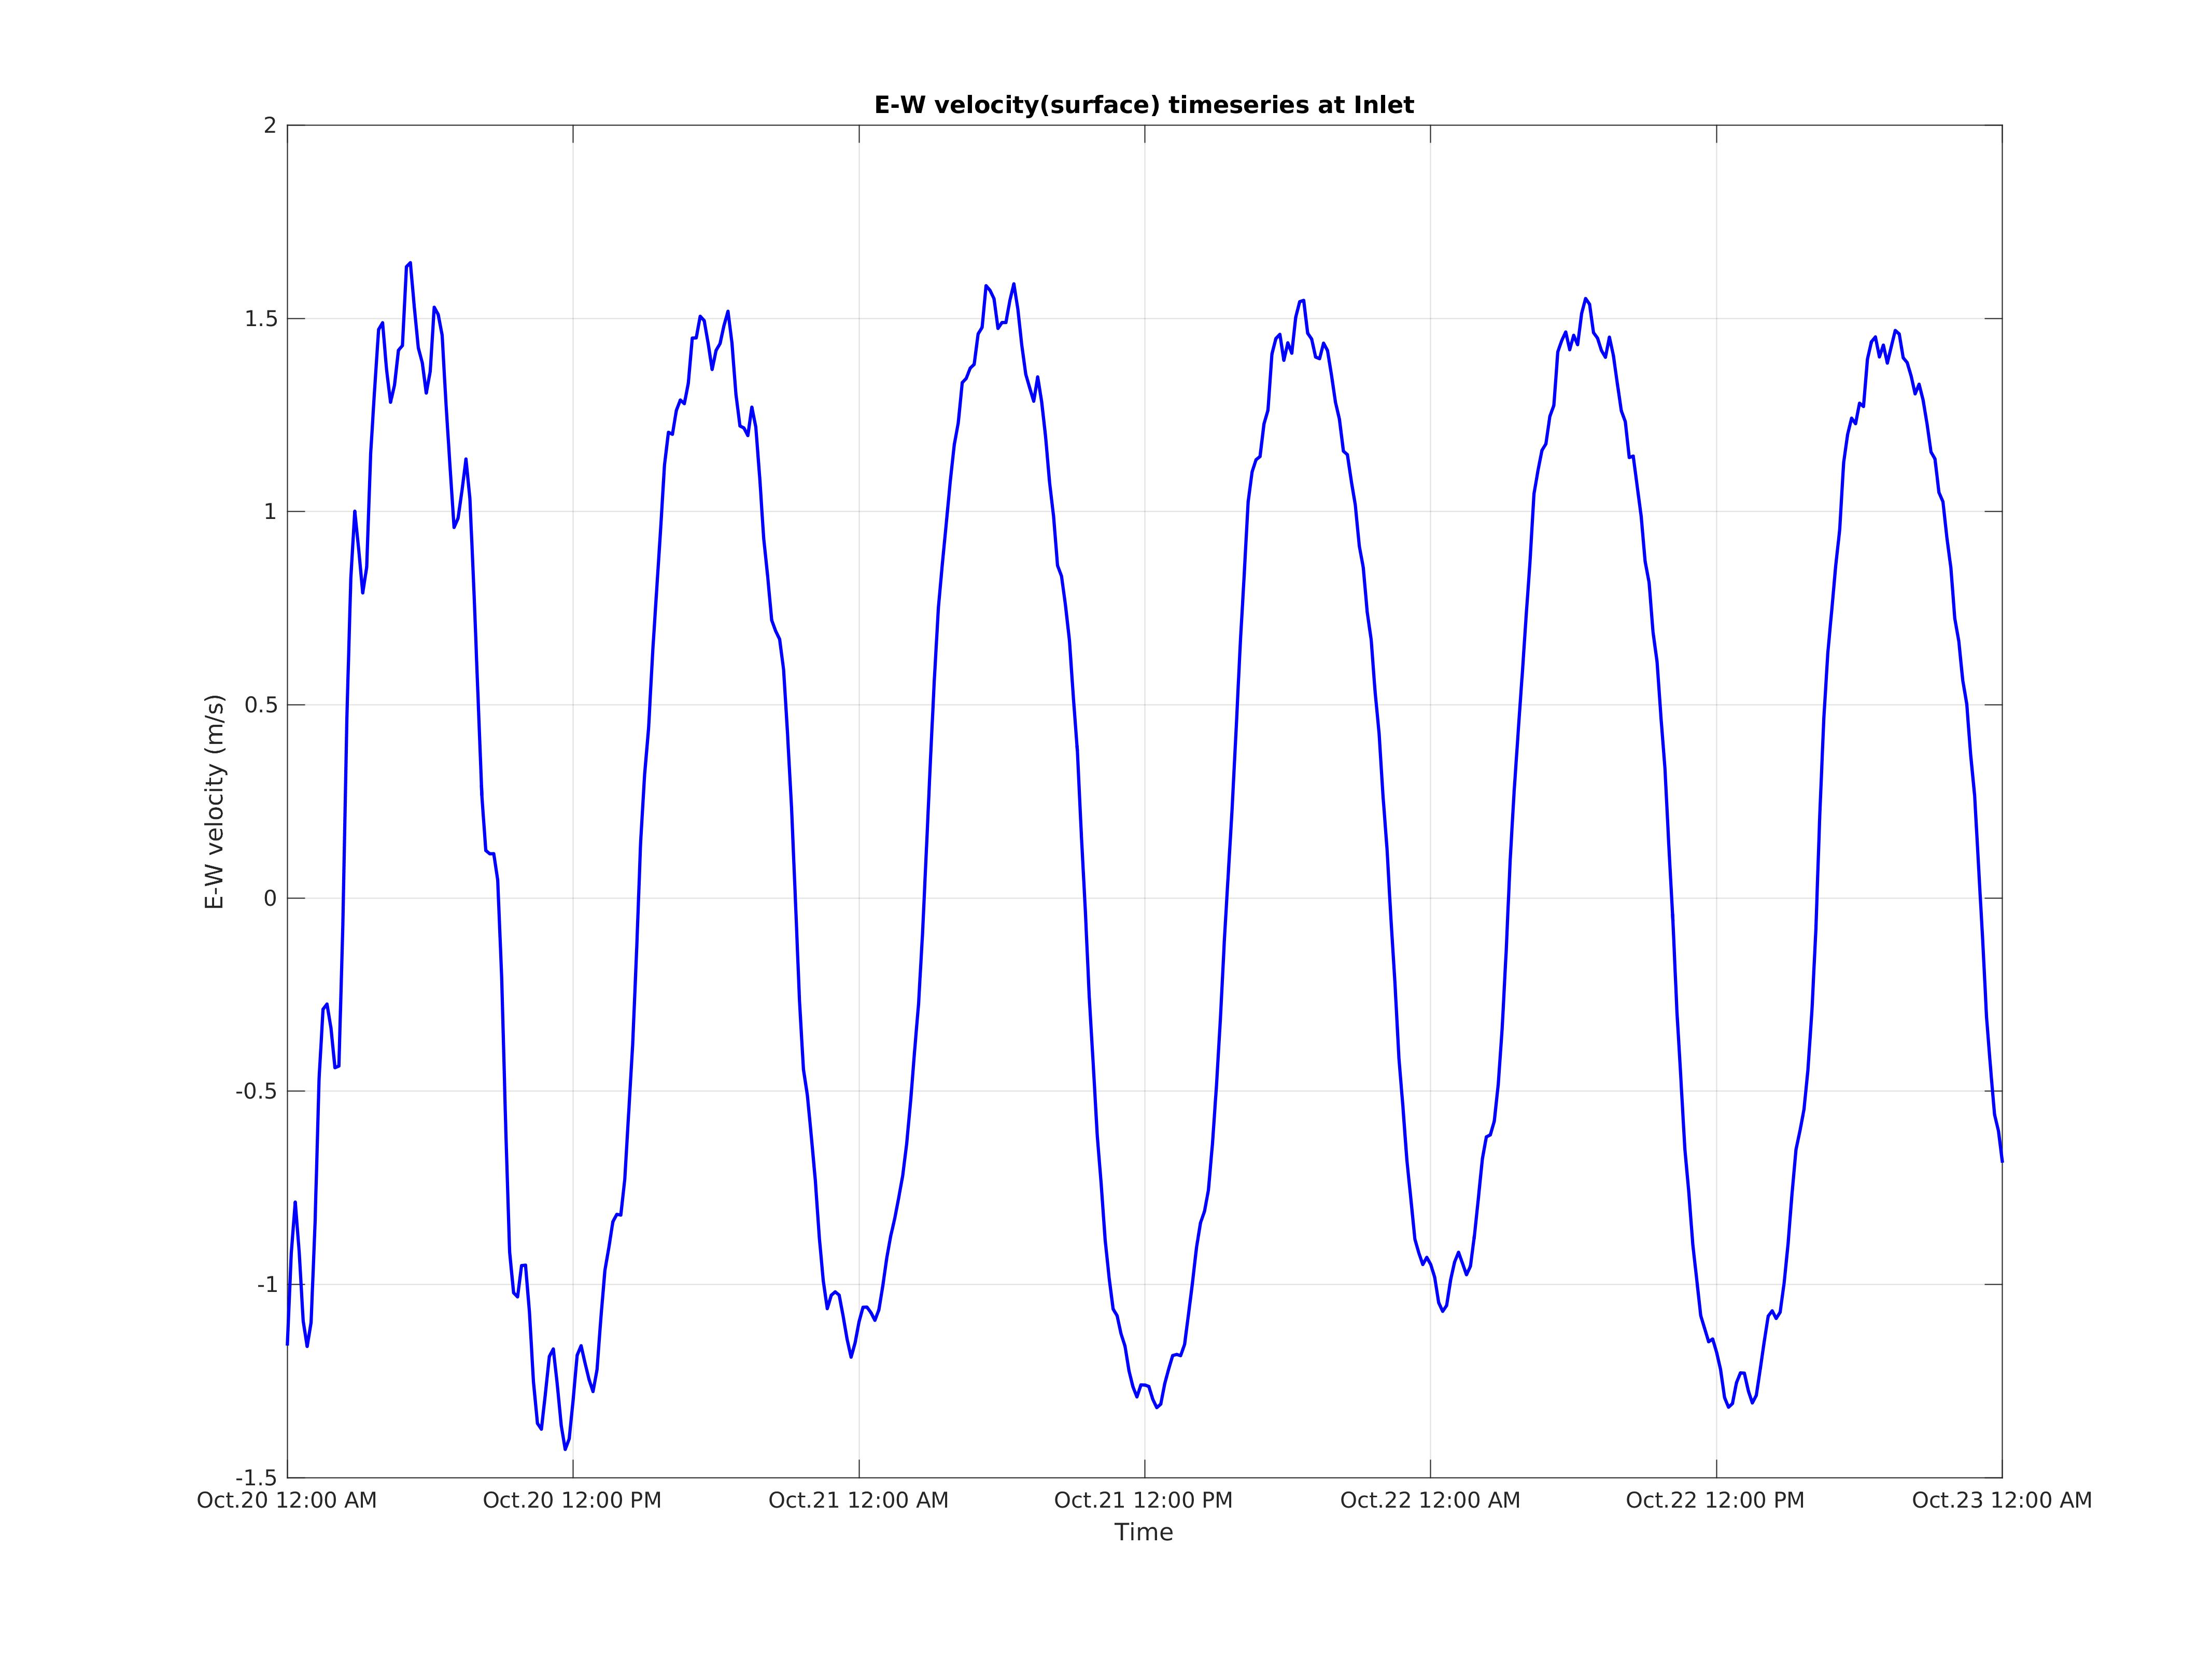 E-W velocity(surface) timeseries at Inlet
2
1.5
1
0.5
0
-0.5
-1
-1.5
E-W velocity (m/s)
Oct.20 12:00 AM Oct.20 12:00 PM Oct.21 12:00 AM Oct.21 12:00 PM Oct.22 12:00 AM Oct.22 12:00 PM Oct.23 12:00 AM
Time